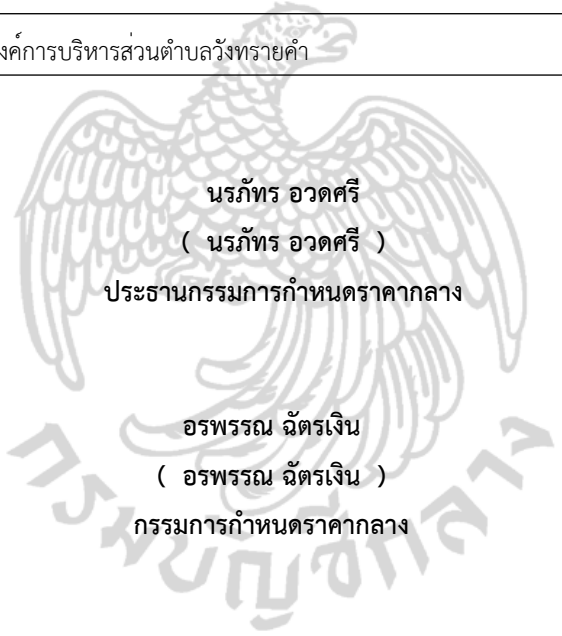 งค์การบริหารส่วนตำบลวังทรายคำ
นรภัทร อวดศรี
( นรภัทร อวดศรี )
ประธานกรรมการกำหนดราคากลาง
อรพรรณ ฉัตรเงิน
( อรพรรณ ฉัตรเงิน )
กรรมการกำหนดราคากลาง
กรมบัญชีกลาง